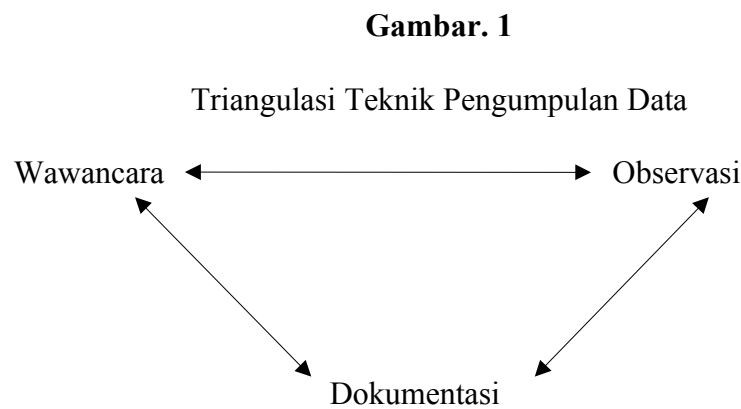 Gambar. 1
Triangulasi Teknik Pengumpulan Data
Wawancara Observasi
Dokumentasi